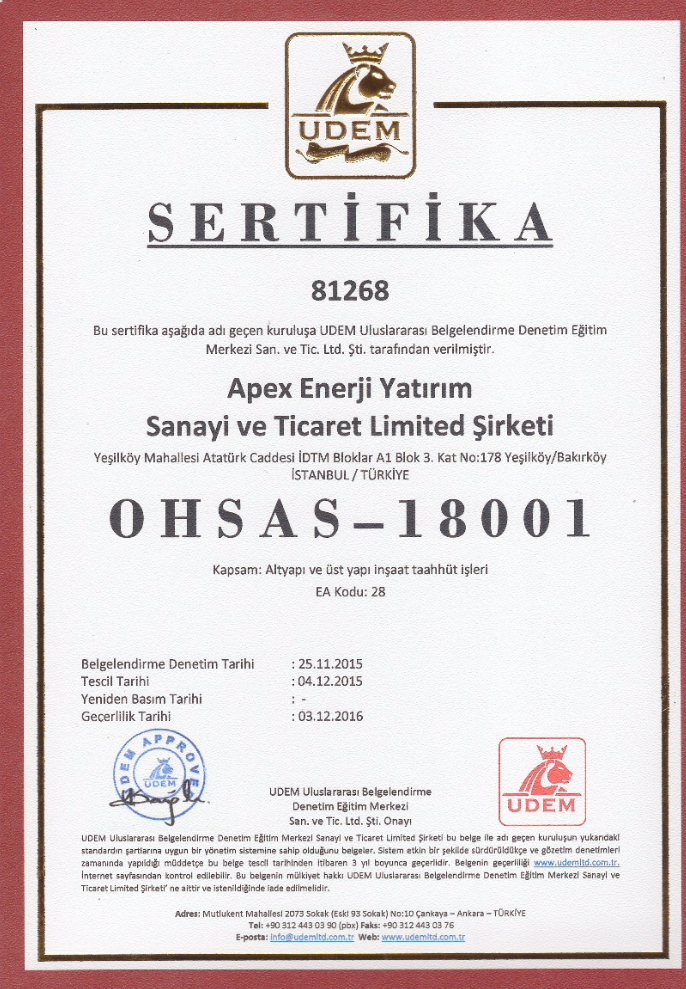 UDEM
SERTİFİKA
81268
Bu sertifika aşağıda adı geçen kuruluşa UDEM Uluslararası Belgelendirme Denetim Eğitim
Merkezi San. ve Tic. Ltd. Şti. tarafından verilmiştir.
Apex Enerji Yatırım
Sanayi ve Ticaret Limited Şirketi
Yeşilköy Mahallesi Atatürk Caddesi İDTM Bloklar A1 Blok 3. Kat No:178 Yeşilköy/Bakırköy
İSTANBUL / TÜRKİYE
OHSAS–18001
Kapsam: Altyapı ve üst yapı inşaat taahhüt işleri
EA Kodu: 28
Belgelendirme Denetim Tarihi : 25.11.2015
Tescil Tarihi : 04.12.2015
Yeniden Basım Tarihi : -
Geçerlilik Tarihi : 03.12.2016
UDEM APPROVED
UDEM
UDEM Uluslararası Belgelendirme
Denetim Eğitim Merkezi
San. ve Tic. Ltd. Şti. Onayı
UDEM
UDEM Uluslararası Belgelendirme Denetim Eğitim Merkezi Sanayi ve Ticaret Limited Şirketi bu belge ile adı geçen kuruluşun yukarıdaki
standardın şartlarına uygun bir yönetim sistemine sahip olduğunu belgeler. Sistem etkin bir şekilde sürdürüldükçe ve gözetim denetimleri
zamanında yapıldığı müddetçe bu belge tescil tarihinden itibaren 3 yıl boyunca geçerlidir. Belgenin geçerliliği www.udemltd.com.tr.
İnternet sayfasından kontrol edilebilir. Bu belgenin mülkiyet hakkı UDEM Uluslararası Belgelendirme Denetim Eğitim Merkezi Sanayi ve
Ticaret Limited Şirketi' ne aittir ve istenildiğinde iade edilmelidir.
Adres: Mutlukent Mahallesi 2073 Sokak (Eski 93 Sokak) No:10 Çankaya – Ankara – TÜRKİYE
Tel: +90 312 443 03 90 (pbx) Faks: +90 312 443 03 76
E-posta: info@udemltd.com.tr Web: www.udemltd.com.tr